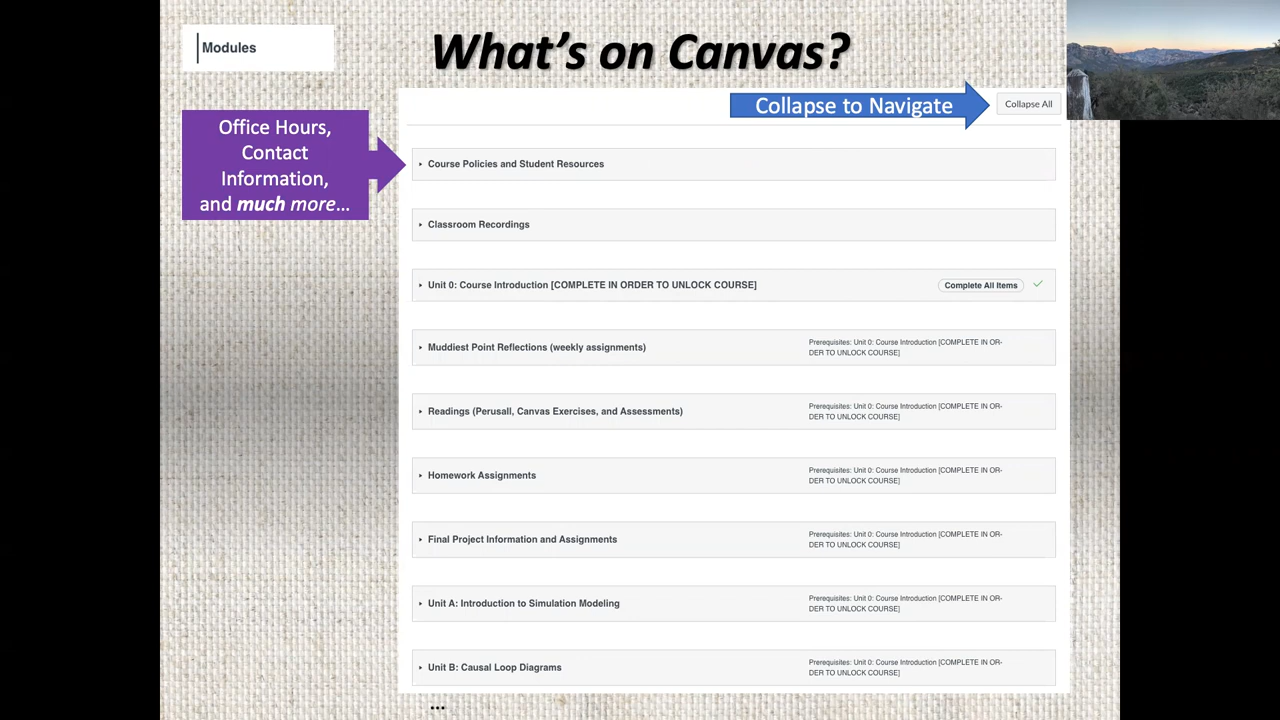 Modules
What's on Canvas?
Collapse to Navigate
Collapse All
Office Hours,
Contact
Information,
and much more...
Course Policies and Student Resources
Classroom Recordings
Unit 0: Course Introduction [COMPLETE IN ORDER TO UNLOCK COURSE]
Complete All Items
Muddiest Point Reflections (weekly assignments)
Prerequisites: Unit 0: Course Introduction [COMPLETE IN OR-
DER TO UNLOCK COURSE]
Readings (Perusall, Canvas Exercises, and Assessments)
Prerequisites: Unit 0: Course Introduction [COMPLETE IN OR-
DER TO UNLOCK COURSE]
Homework Assignments
Prerequisites: Unit 0: Course Introduction [COMPLETE IN OR-
DER TO UNLOCK COURSE]
Final Project Information and Assignments
Prerequisites: Unit 0: Course Introduction [COMPLETE IN OR-
DER TO UNLOCK COURSE]
Unit A: Introduction to Simulation Modeling
Prerequisites: Unit 0: Course Introduction [COMPLETE IN OR-
DER TO UNLOCK COURSE]
Unit B: Causal Loop Diagrams
Prerequisites: Unit 0: Course Introduction [COMPLETE IN OR-
DER TO UNLOCK COURSE]
...